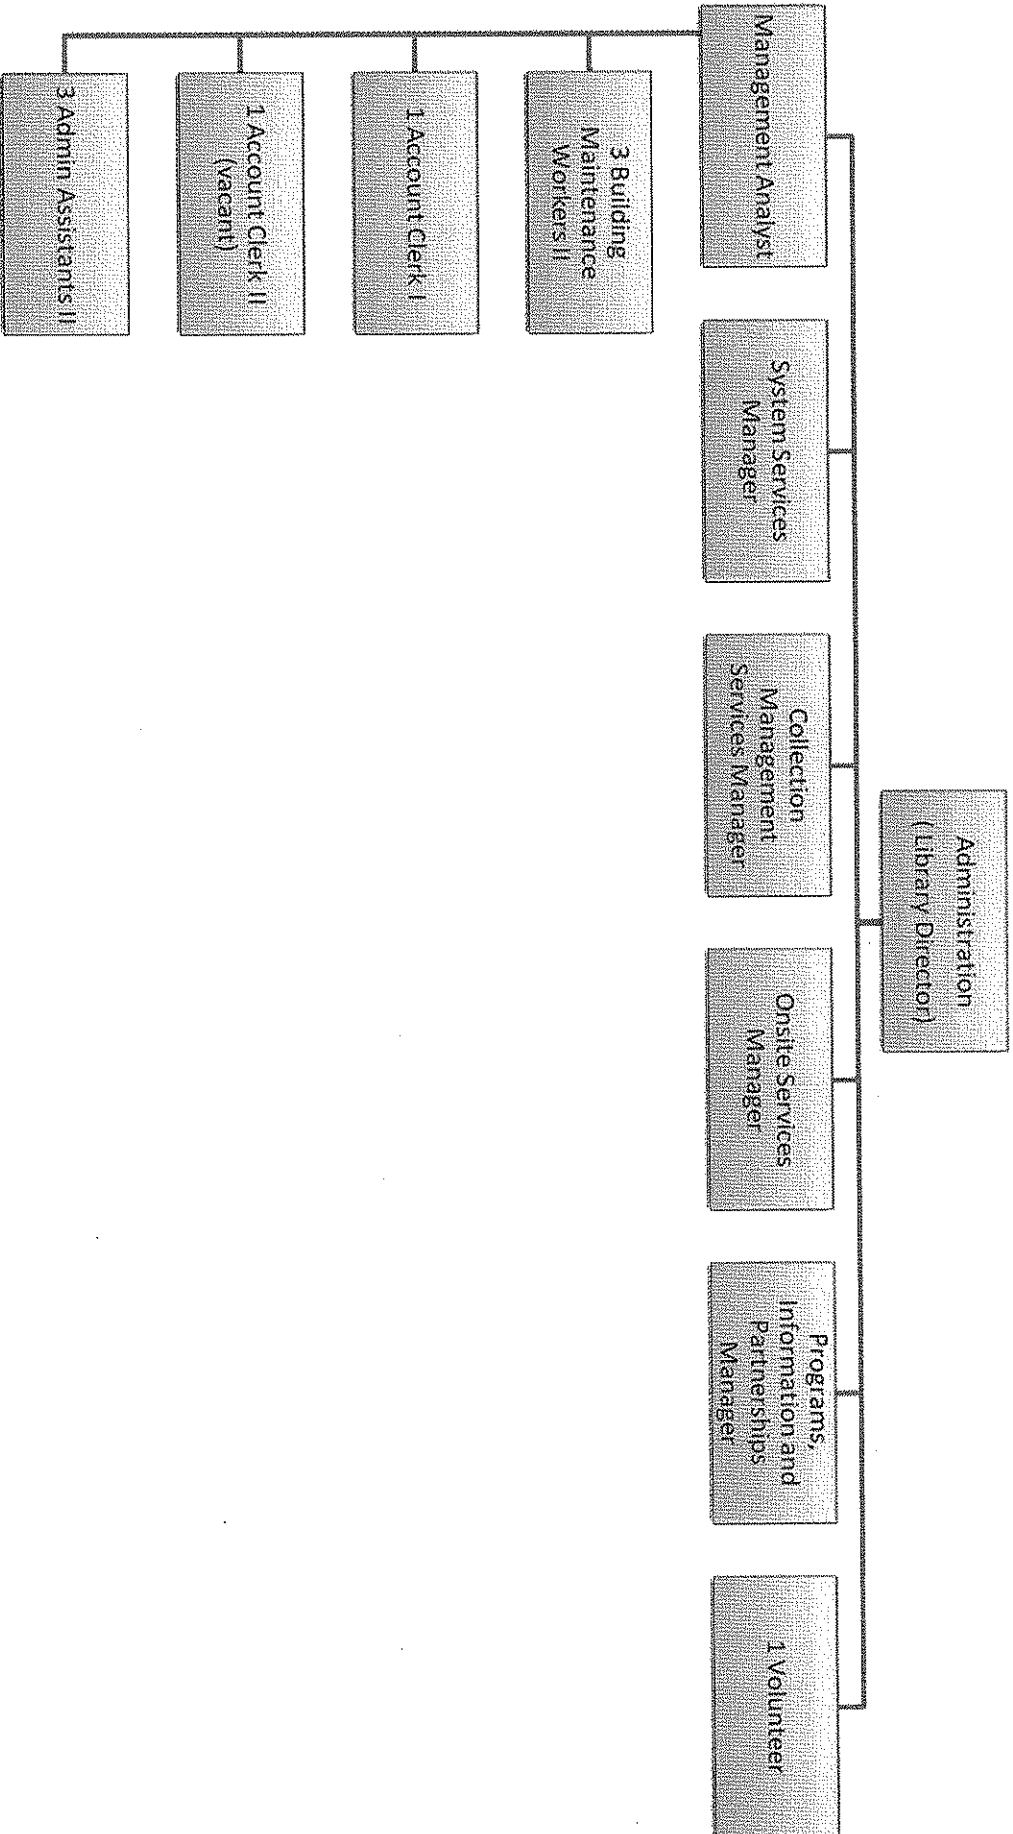 Administration
( Library Director)
Management Analyst
System Services
Manager
Collection
Management
Services Manager
Onsite Services
Manager
Programs,
Information and
Partnerships
Manager
1 Volunteer
3 Building
Maintenance
Workers II
1 Account Clerk I
1 Account Clerk II
(vacant)
3 Admin Assistants II